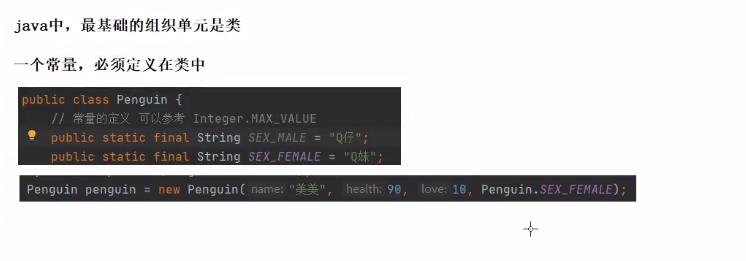 java中，最基础的组织单元是类
一个常量，必须定义在类中
public class Penguin {
// 常量的定义 可以参考 Integer.MAX_VALUE
public static final String SEX_MALE = "Q仔";
public static final String SEX_FEMALE = "Q妹";
Penguin penguin = new Penguin( name: "美美", health: 90, love: 10, Penguin.SEX_FEMALE);